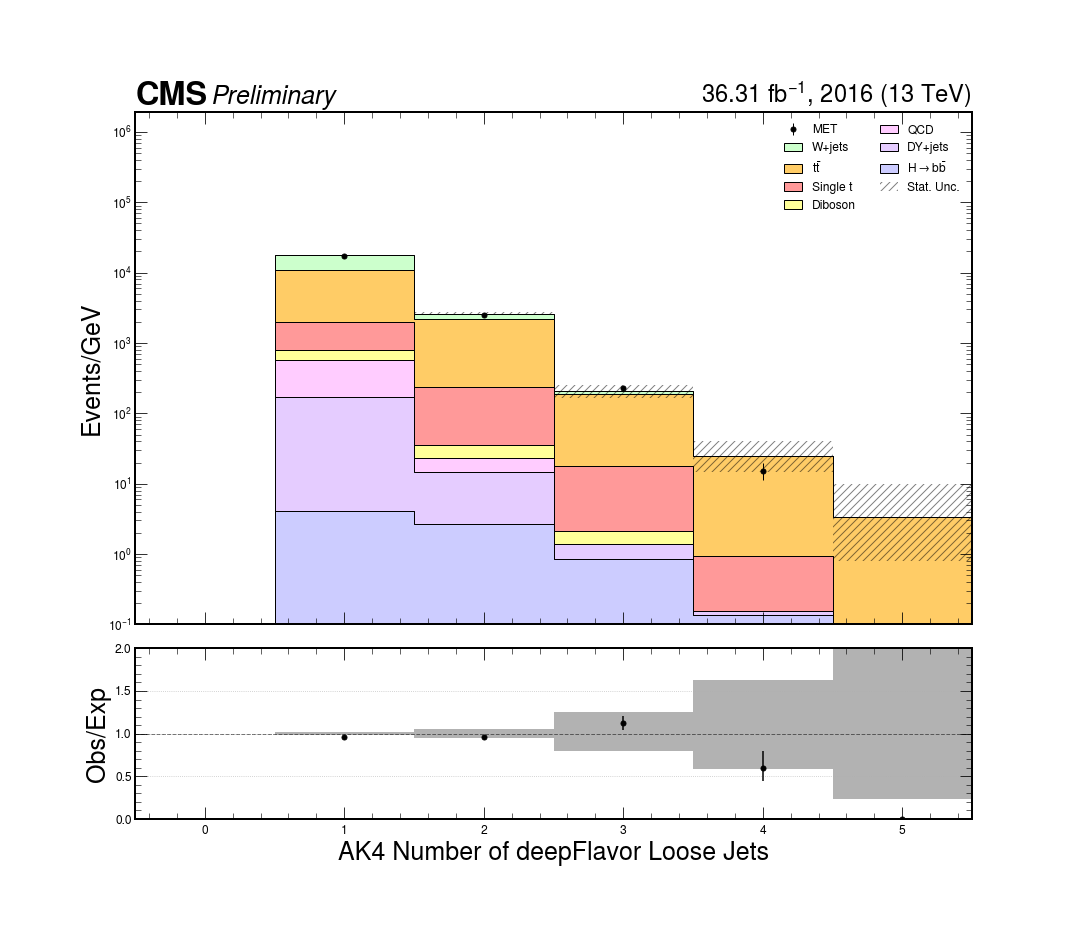 CMS Preliminary
36.31 fb⁻¹, 2016 (13 TeV)
MET
W+jets
tt̄
Single t
Diboson
QCD
DY+jets
H→bb̄
Stat. Unc.
Events/GeV
10⁶
10⁵
10⁴
10³
10²
10¹
10⁰
10⁻¹
Obs/Exp
2.0
1.5
1.0
0.5
0.0
0 1 2 3 4 5
AK4 Number of deepFlavor Loose Jets